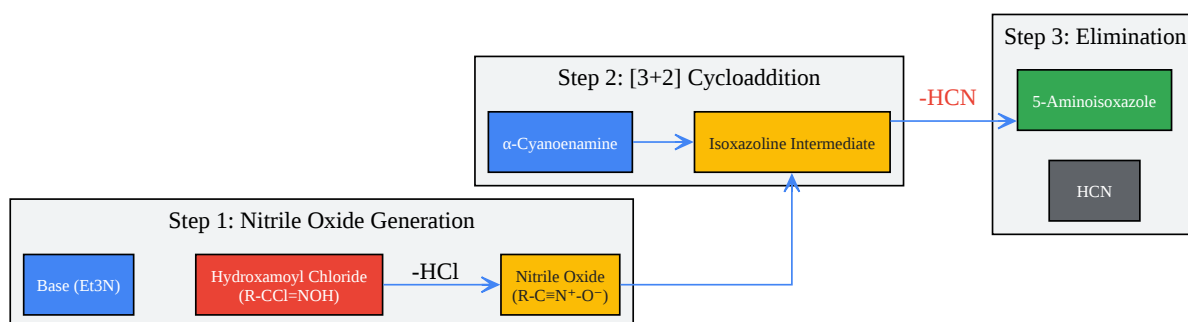 Step 3: Elimination
Step 2: [3+2] Cycloaddition
-HCN
5-Aminoisoxazole
α-Cyanoenamine
Isoxazoline Intermediate
HCN
Step 1: Nitrile Oxide Generation
Base (Et3N)
Hydroxamoyl Chloride
(R-CCl=NOH)
-HCl
Nitrile Oxide
(R-C≡N⁺-O⁻)